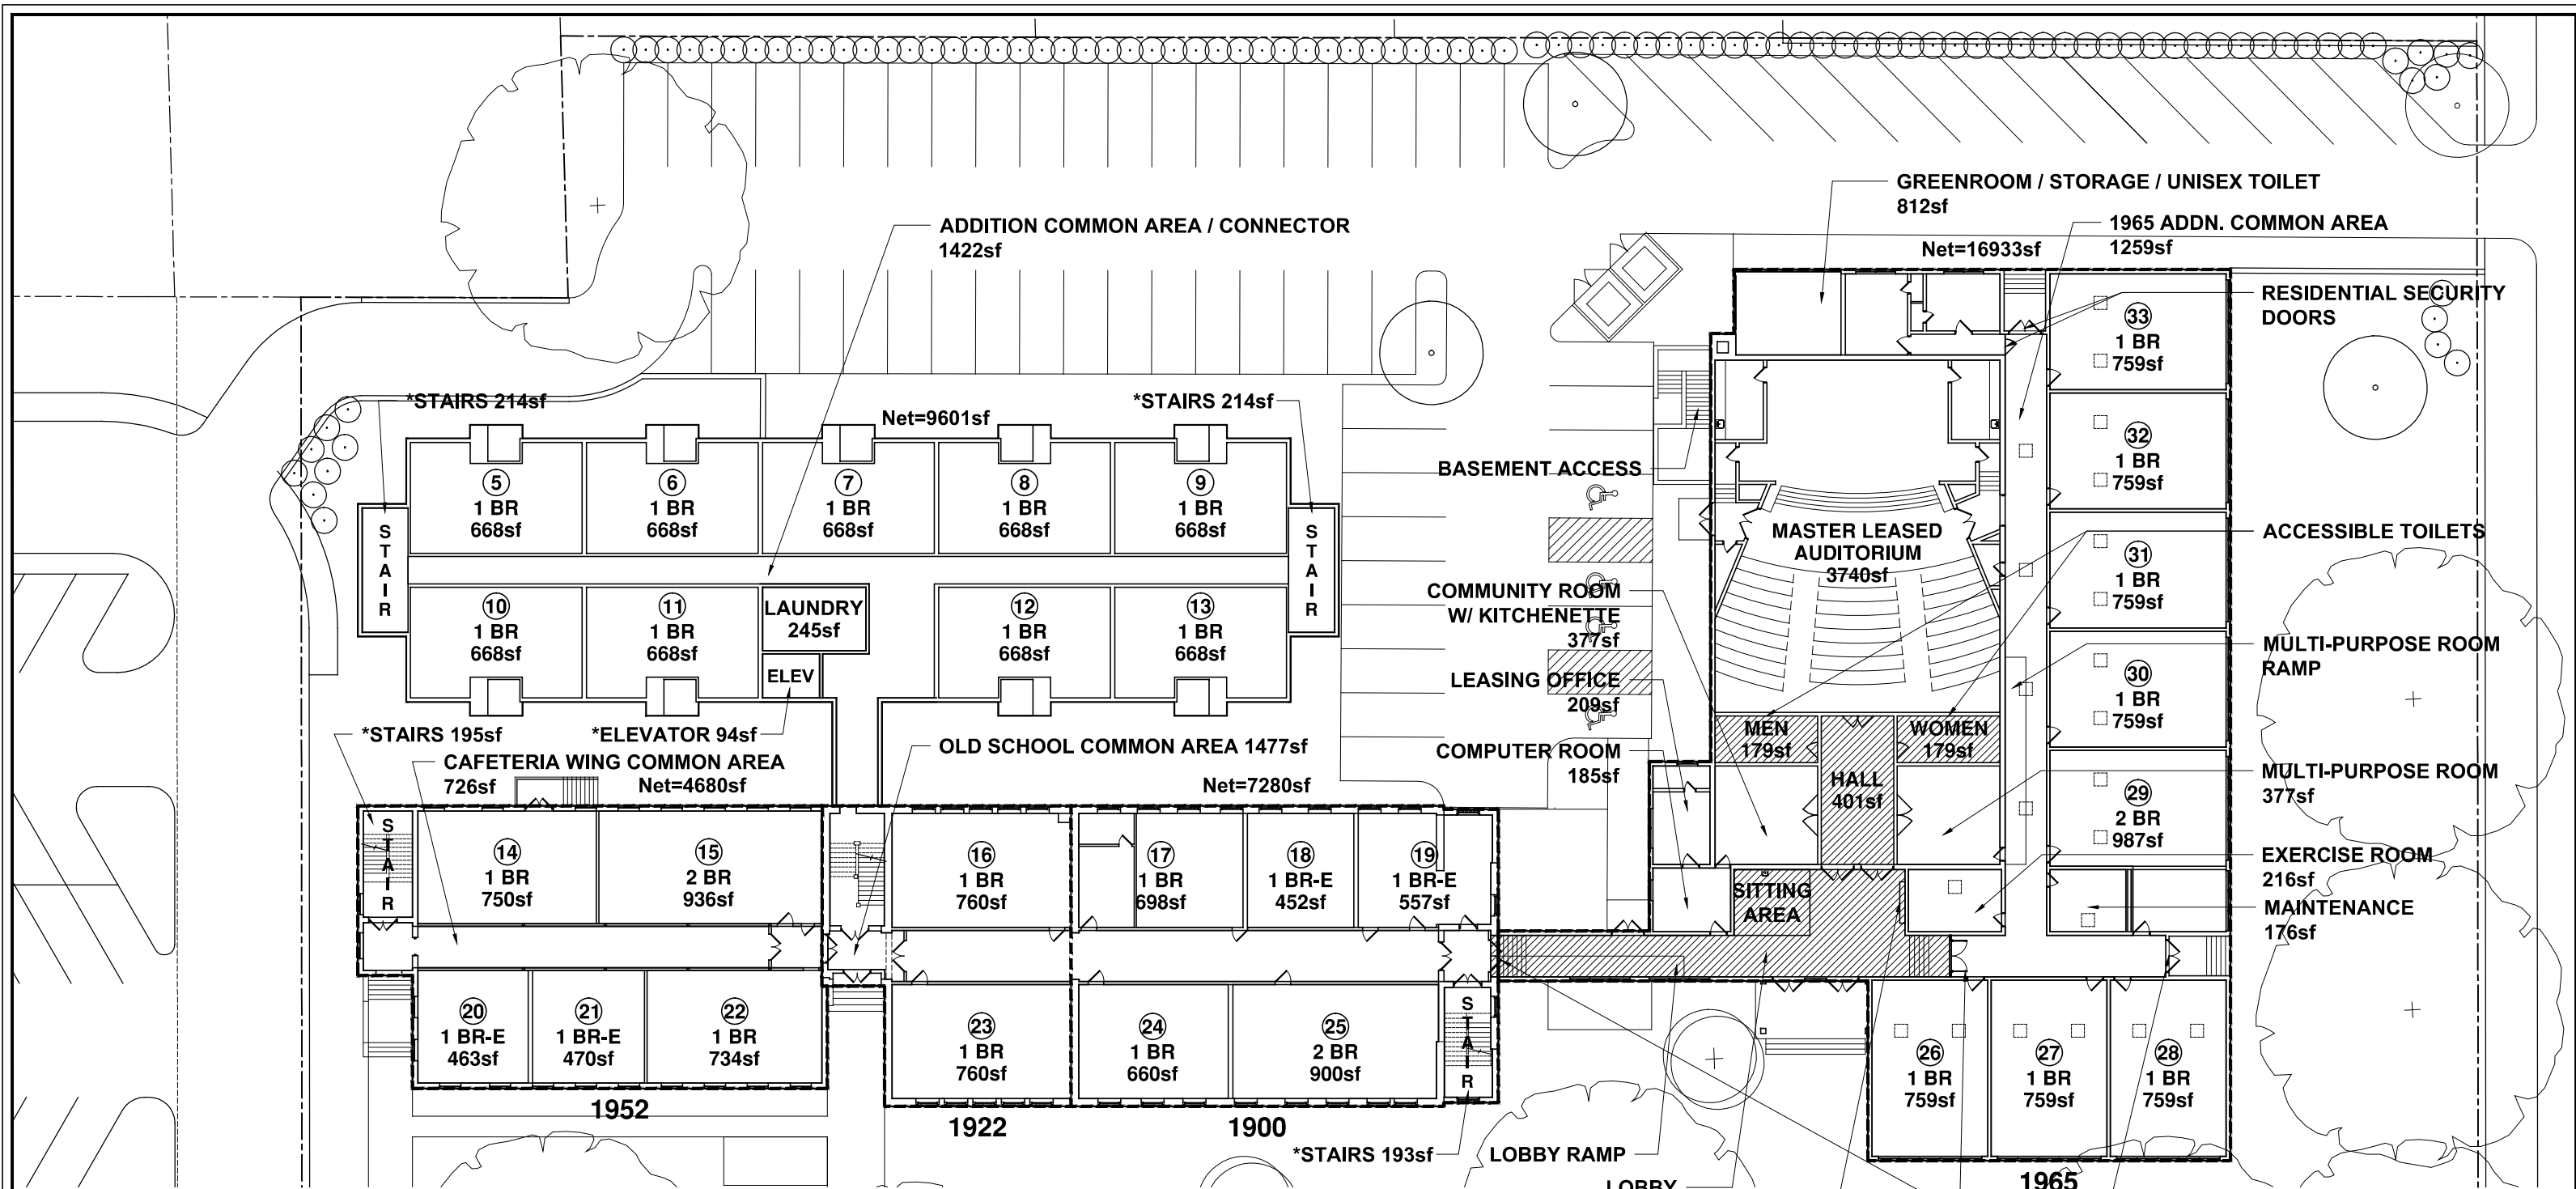 GREENROOM / STORAGE / UNISEX TOILET
812sf
ADDITION COMMON AREA / CONNECTOR
1422sf
1965 ADDN. COMMON AREA
1259sf
Net=16933sf
RESIDENTIAL SECURITY
DOORS
33
1 BR
759sf
*STAIRS 214sf
Net=9601sf
*STAIRS 214sf
32
1 BR
759sf
BASEMENT ACCESS
5
1 BR
668sf
6
1 BR
668sf
7
1 BR
668sf
8
1 BR
668sf
9
1 BR
668sf
STAIR
STAIR
MASTER LEASED
AUDITORIUM
3740sf
ACCESSIBLE TOILETS
31
1 BR
759sf
COMMUNITY ROOM
W/ KITCHENETTE
377sf
10
1 BR
668sf
11
1 BR
668sf
LAUNDRY
245sf
12
1 BR
668sf
13
1 BR
668sf
ELEV
MULTI-PURPOSE ROOM
RAMP
30
1 BR
759sf
LEASING OFFICE
209sf
*STAIRS 195sf
*ELEVATOR 94sf
OLD SCHOOL COMMON AREA 1477sf
COMPUTER ROOM
185sf
MEN
179sf
WOMEN
179sf
CAFETERIA WING COMMON AREA
726sf
Net=4680sf
Net=7280sf
HALL
401sf
MULTI-PURPOSE ROOM
377sf
29
2 BR
987sf
STAIR
14
1 BR
750sf
15
2 BR
936sf
16
1 BR
760sf
17
1 BR
698sf
18
1 BR-E
452sf
19
1 BR-E
557sf
SITTING
AREA
EXERCISE ROOM
216sf
MAINTENANCE
176sf
20
1 BR-E
463sf
21
1 BR-E
470sf
22
1 BR
734sf
23
1 BR
760sf
24
1 BR
660sf
25
2 BR
900sf
STAIR
26
1 BR
759sf
27
1 BR
759sf
28
1 BR
759sf
1952
1922
1900
*STAIRS 193sf
LOBBY RAMP
LOBBY
1965